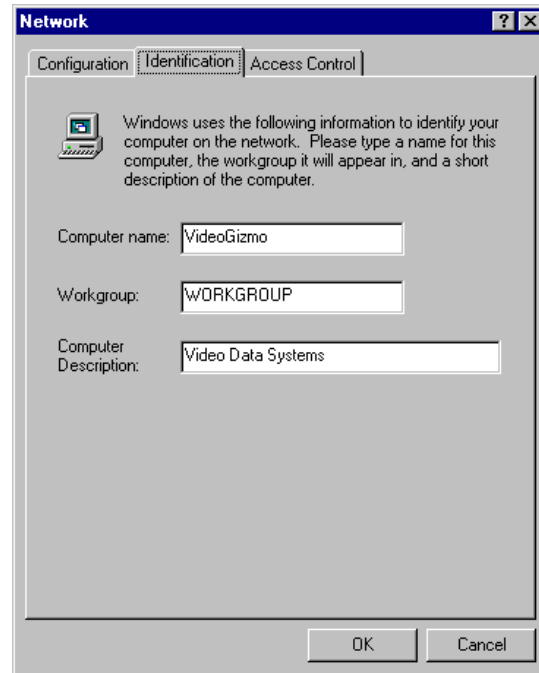 Network
Configuration Identification Access Control
Windows uses the following information to identify your
computer on the network. Please type a name for this
computer, the workgroup it will appear in, and a short
description of the computer.
Computer name: VideoGizmo
Workgroup: WORKGROUP
Computer
Description: Video Data Systems
OK Cancel